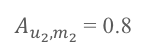 A_{u_2,m_2} = 0.8